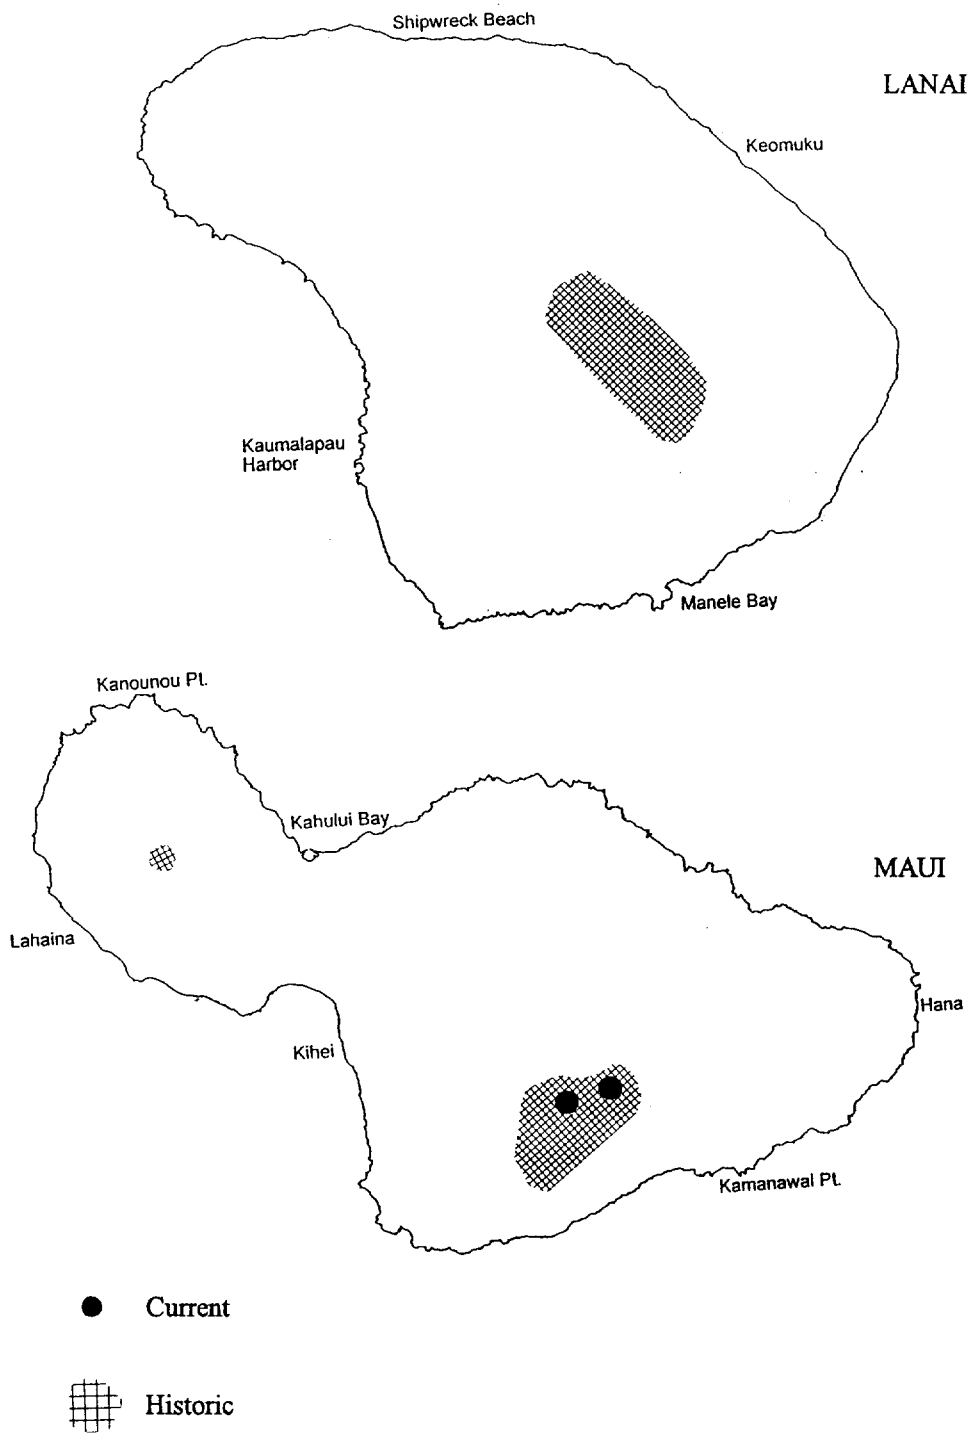 Shipwreck Beach
LANAI
Keomuku
Kaumalapau
Harbor
Manele Bay
Kanounou Pt.
Kahului Bay
MAUI
Lahaina
Hana
Kihei
Kamanawal Pt.
Current
Historic